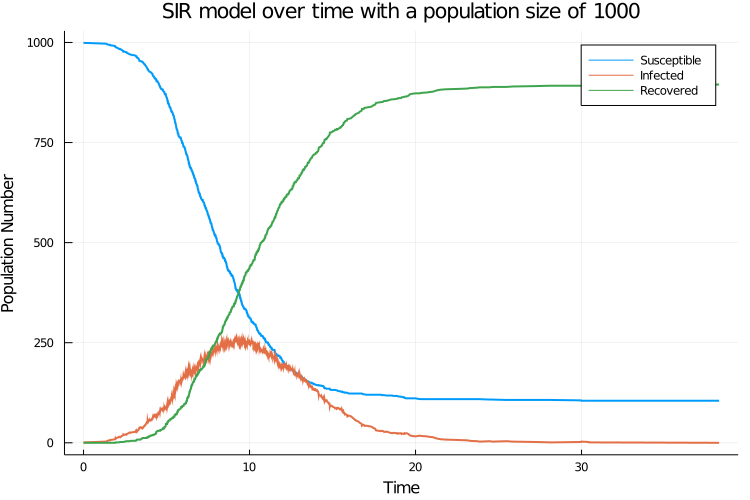 SIR model over time with a population size of 1000
1000
Susceptible
Infected
Recovered
750
500
250
0
Population Number
0
10
20
30
Time